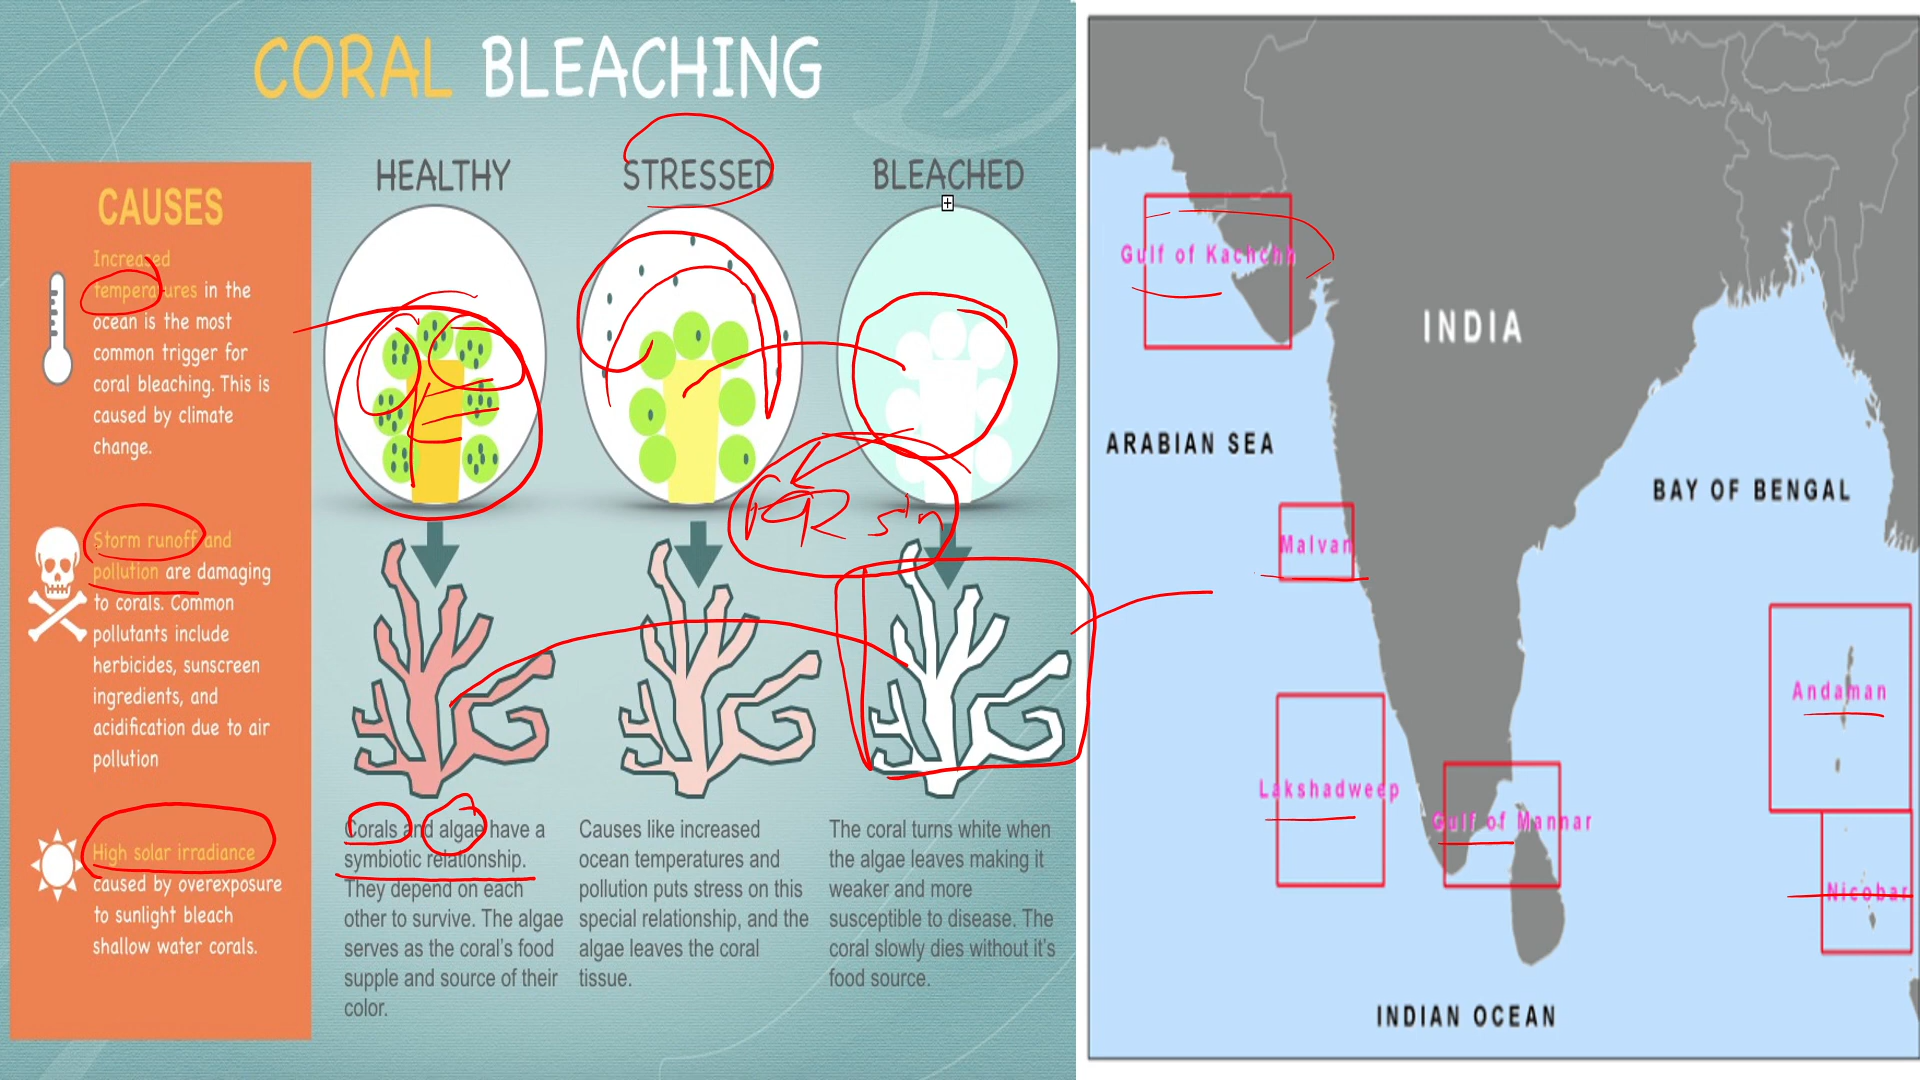 CORAL BLEACHING
CAUSES
Increased
temperatures in the
ocean is the most
common trigger for
coral bleaching. This is
caused by climate
change.
Storm runoff and
pollution are damaging
to corals. Common
pollutants include
herbicides, sunscreen
ingredients, and
acidification due to air
pollution
High solar irradiance
caused by overexposure
to sunlight bleach
shallow water corals.
HEALTHY
Corals and algae have a
symbiotic relationship.
They depend on each
other to survive. The algae
serves as the coral's food
supple and source of their
color.
STRESSED
Causes like increased
ocean temperatures and
pollution puts stress on this
special relationship, and the
algae leaves the coral
tissue.
BLEACHED
The coral turns white when
the algae leaves making it
weaker and more
susceptible to disease. The
coral slowly dies without it's
food source.
Gulf of Kachchh
INDIA
ARABIAN SEA
BAY OF BENGAL
Malvan
Andaman
Lakshadweep
Gulf of Mannar
Nicobar
INDIAN OCEAN